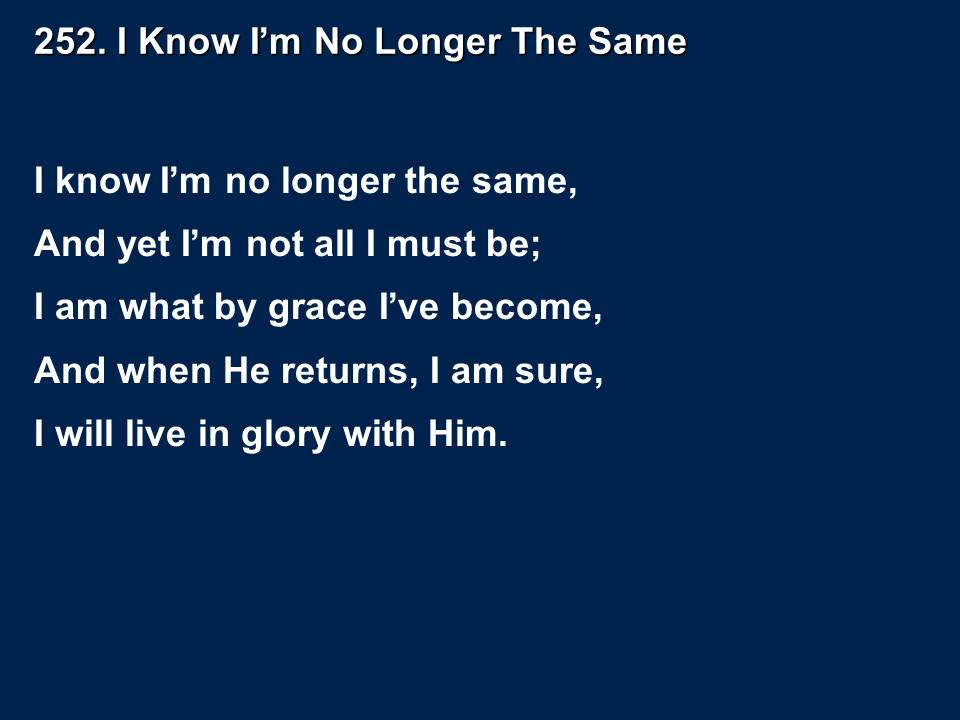 252. I Know I’m No Longer The Same
I know I’m no longer the same,
And yet I’m not all I must be;
I am what by grace I’ve become,
And when He returns, I am sure,
I will live in glory with Him.